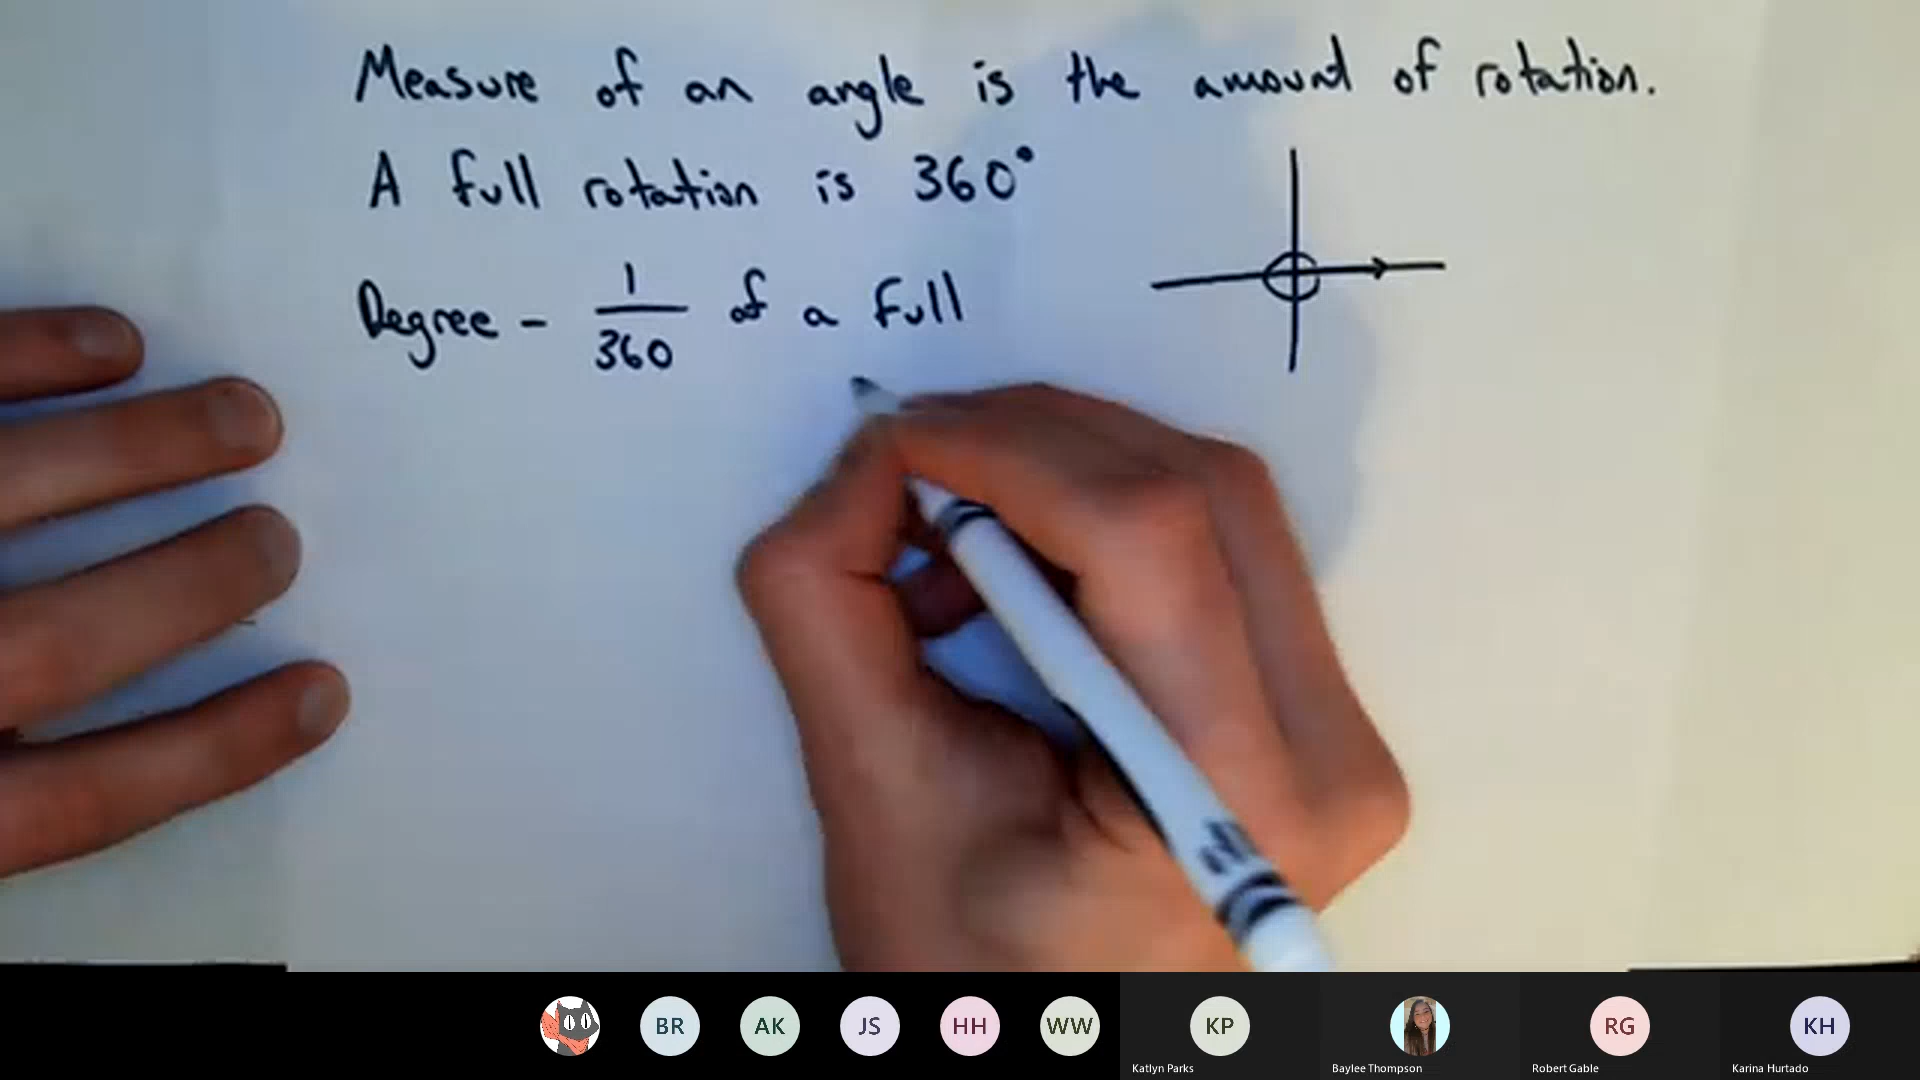 Measure of an angle is the amount of rotation.
A full rotation is 360°
Degree - 1/360 of a full
BR AK JS HH WW KP RG KH
Katlyn Parks Baylee Thompson Robert Gable Karina Hurtado